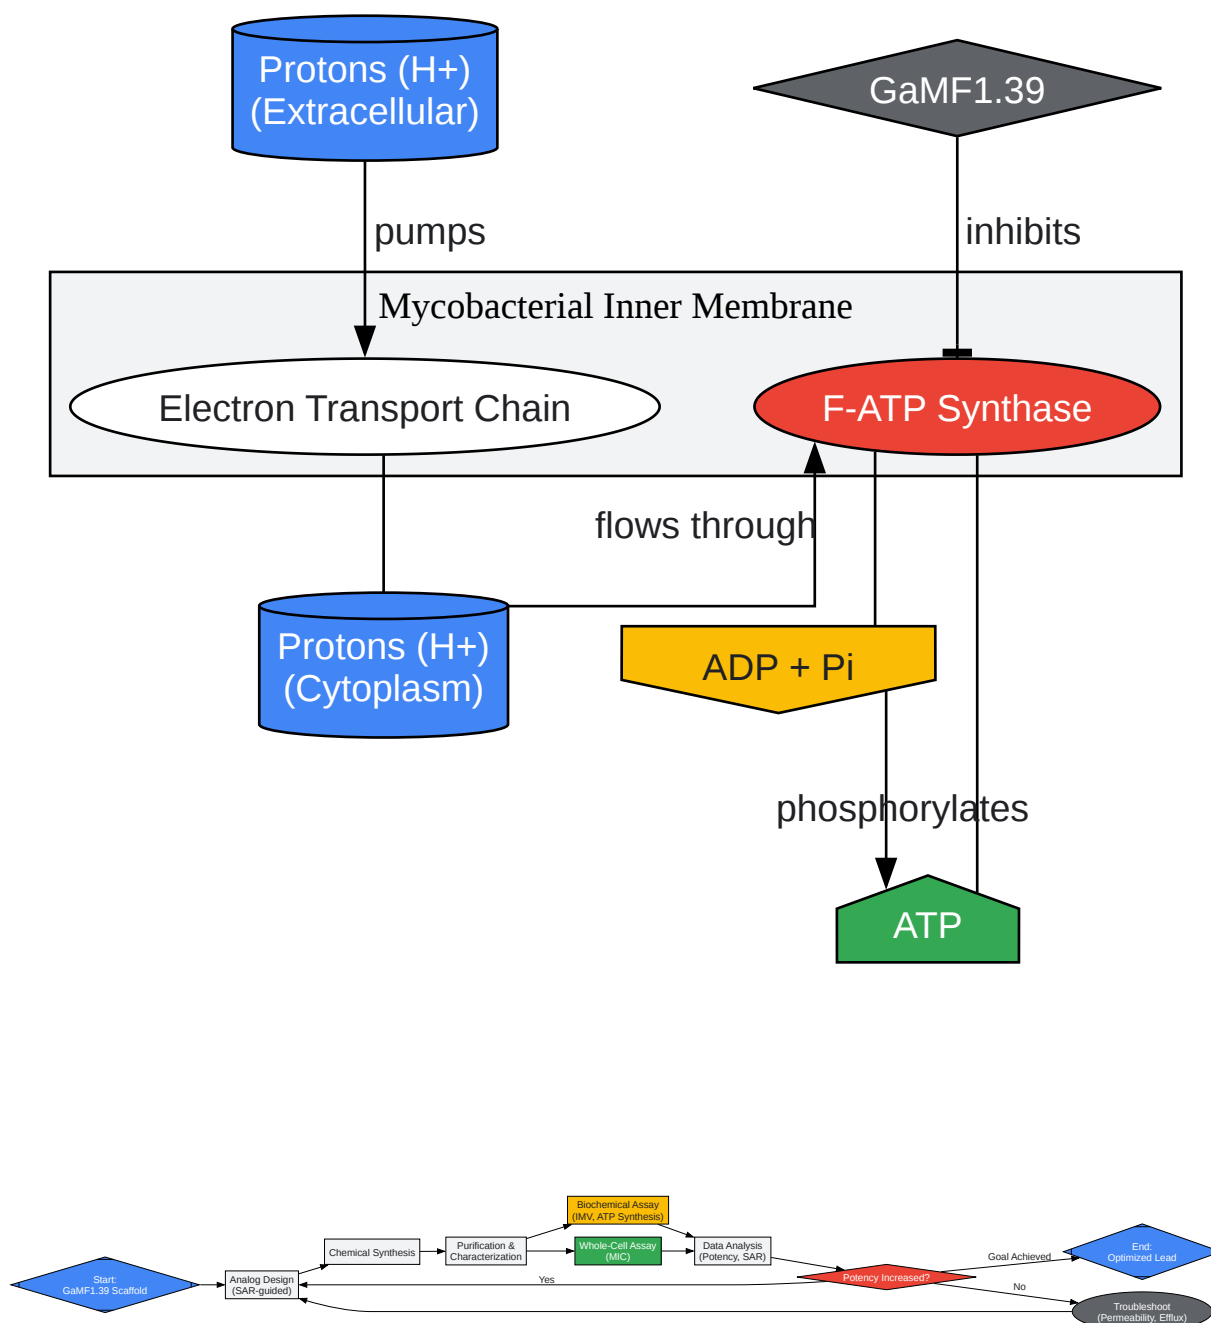 Protons (H+)
(Extracellular)
GaMF1.39
pumps
inhibits
Mycobacterial Inner Membrane
Electron Transport Chain
F-ATP Synthase
flows through
Protons (H+)
(Cytoplasm)
ADP + Pi
phosphorylates
ATP
Biochemical Assay
(IMV, ATP Synthesis)
Chemical Synthesis
Purification &
Characterization
Whole-Cell Assay
(MIC)
Data Analysis
(Potency, SAR)
Start:
GaMF1.39 Scaffold
Analog Design
(SAR-guided)
Yes
Potency Increased?
Goal Achieved
End:
Optimized Lead
No
Troubleshoot
(Permeability, Efflux)